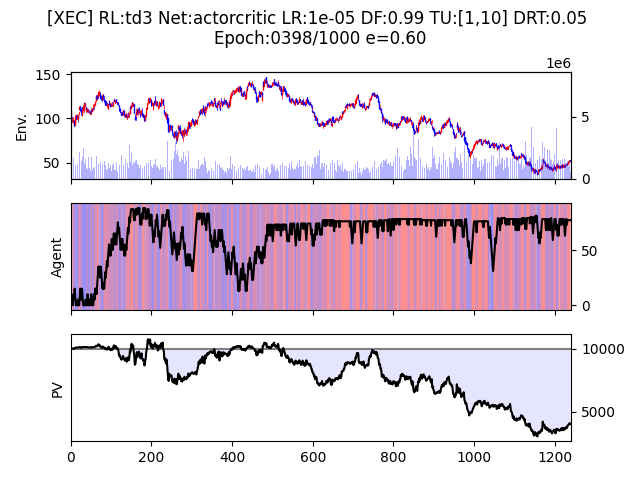 [XEC] RL:td3 Net:actorcritic LR:1e-05 DF:0.99 TU:[1,10] DRT:0.05
Epoch:0398/1000 e=0.60
1e6
150
100
50
Env.
5
0
Agent
50
0
PV
10000
5000
0 200 400 600 800 1000 1200